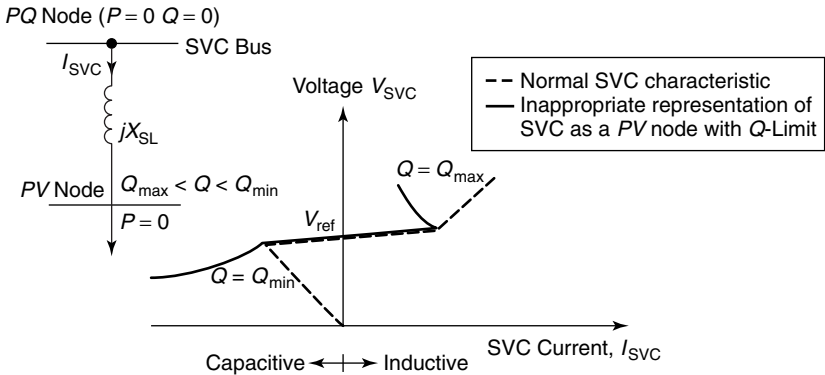 PQ Node (P = 0 Q = 0)
SVC Bus
I_SVC
jX_SL
PV Node
Q_max < Q < Q_min
P = 0
Voltage V_SVC
Normal SVC characteristic
Inappropriate representation of
SVC as a PV node with Q-Limit
Q = Q_max
V_ref
Q = Q_min
SVC Current, I_SVC
Capacitive
Inductive